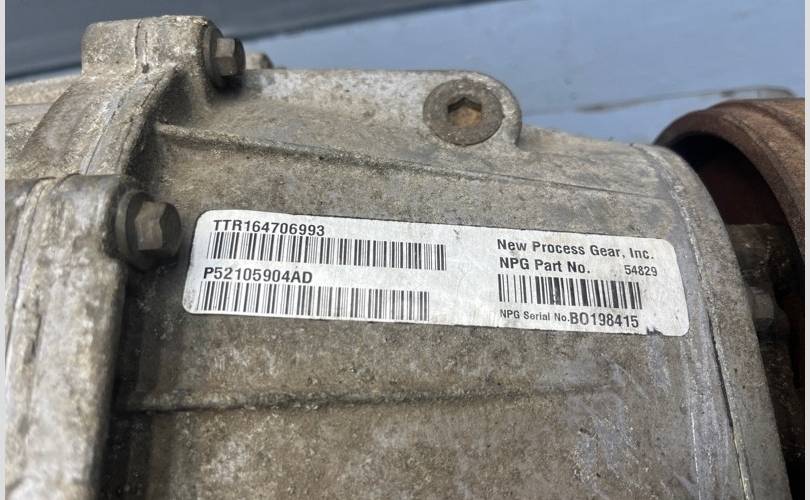 TTR164706993
P52105904AD
New Process Gear, Inc.
NPG Part No. 54829
NPG Serial No.BO198415